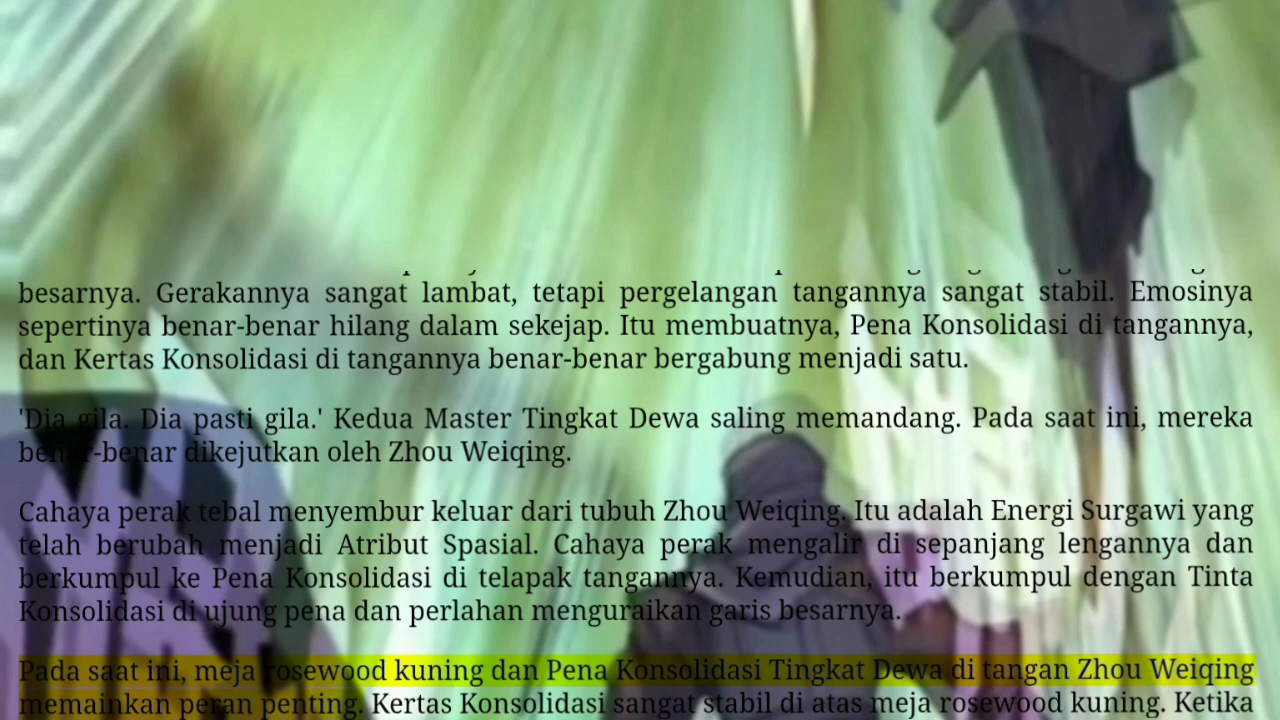 besarnya. Gerakannya sangat lambat, tetapi pergelangan tangannya sangat stabil. Emosinya
sepertinya benar-benar hilang dalam sekejap. Itu membuatnya, Pena Konsolidasi di tangannya,
dan Kertas Konsolidasi di tangannya benar-benar bergabung menjadi satu.
'Dia gila. Dia pasti gila.' Kedua Master Tingkat Dewa saling memandang. Pada saat ini, mereka
benar-benar dikejutkan oleh Zhou Weiqing.
Cahaya perak tebal menyembur keluar dari tubuh Zhou Weiqing. Itu adalah Energi Surgawi yang
telah berubah menjadi Atribut Spasial. Cahaya perak mengalir di sepanjang lengannya dan
berkumpul ke Pena Konsolidasi di telapak tangannya. Kemudian, itu berkumpul dengan Tinta
Konsolidasi di ujung pena dan perlahan menguraikan garis besarnya.
Pada saat ini, meja rosewood kuning dan Pena Konsolidasi Tingkat Dewa di tangan Zhou Weiqing
memainkan peran penting. Kertas Konsolidasi sangat stabil di atas meja rosewood kuning. Ketika